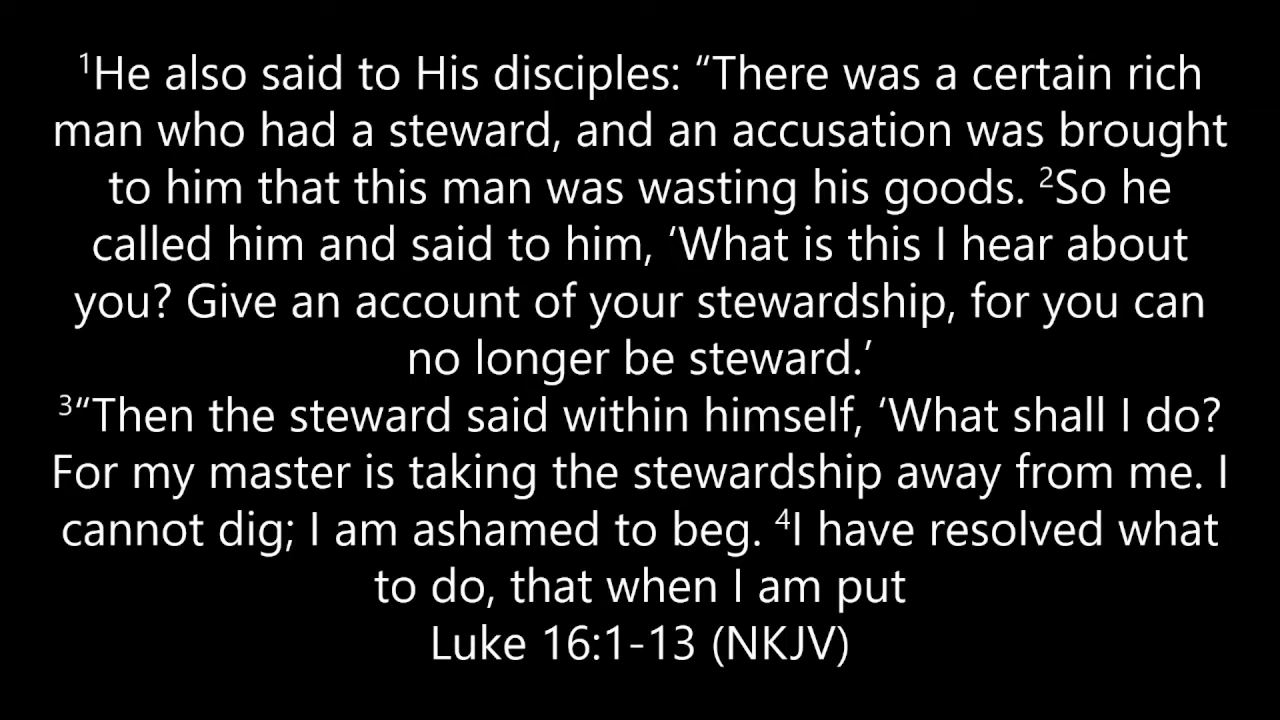 ¹He also said to His disciples: “There was a certain rich
man who had a steward, and an accusation was brought
to him that this man was wasting his goods. ²So he
called him and said to him, ‘What is this I hear about
you? Give an account of your stewardship, for you can
no longer be steward.’
³“Then the steward said within himself, ‘What shall I do?
For my master is taking the stewardship away from me. I
cannot dig; I am ashamed to beg. ⁴I have resolved what
to do, that when I am put
Luke 16:1-13 (NKJV)